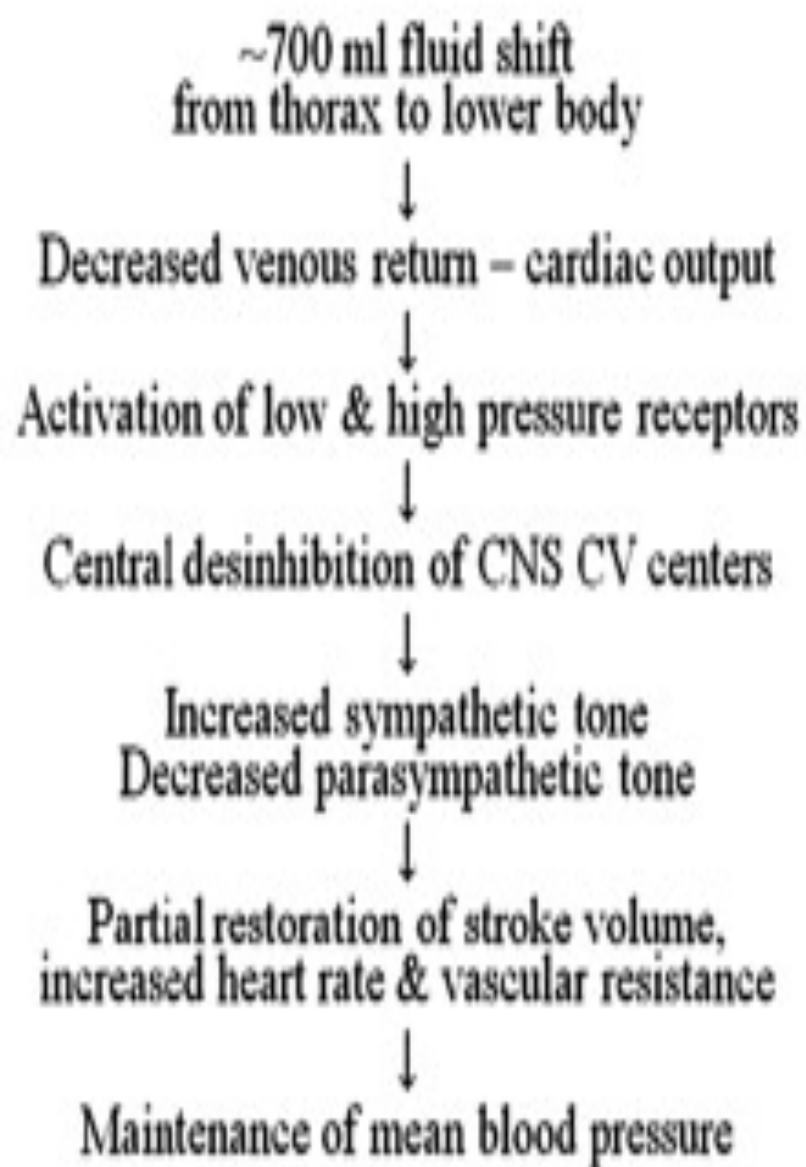 ~700 ml fluid shift
from thorax to lower body
Decreased venous return – cardiac output
Activation of low & high pressure receptors
Central desinhibition of CNS CV centers
Increased sympathetic tone
Decreased parasympathetic tone
Partial restoration of stroke volume,
increased heart rate & vascular resistance
Maintenance of mean blood pressure